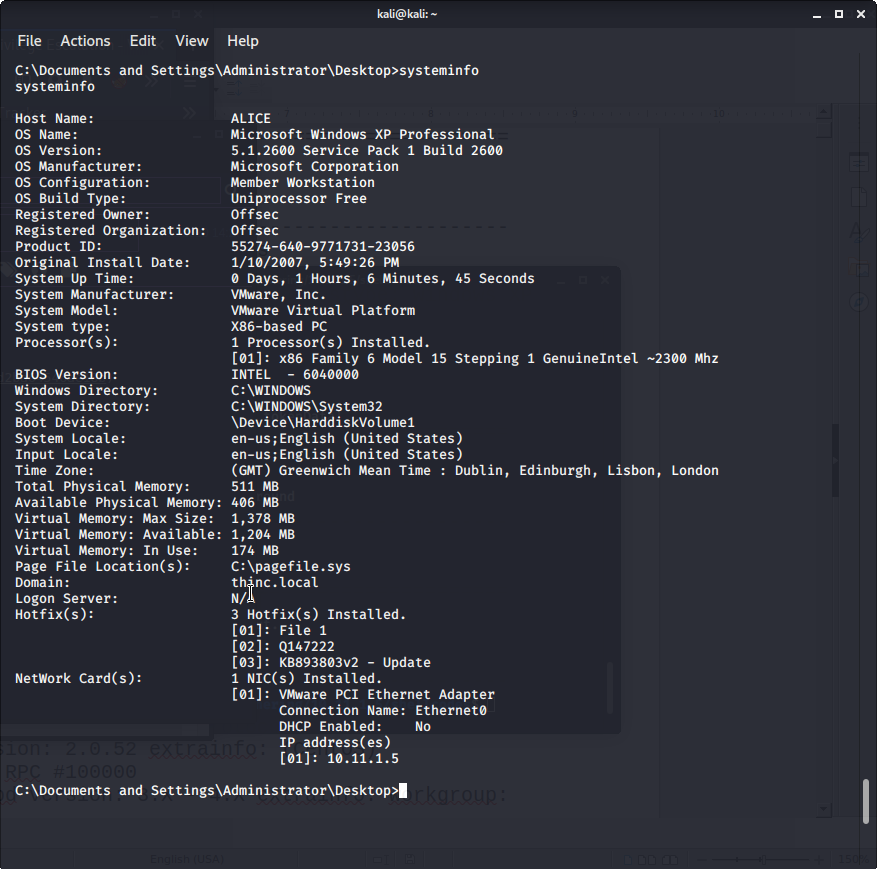 kali@kali: ~
File Actions Edit View Help
C:\Documents and Settings\Administrator\Desktop>systeminfo
systeminfo
Host Name: ALICE
OS Name: Microsoft Windows XP Professional
OS Version: 5.1.2600 Service Pack 1 Build 2600
OS Manufacturer: Microsoft Corporation
OS Configuration: Member Workstation
OS Build Type: Uniprocessor Free
Registered Owner: Offsec
Registered Organization: Offsec
Product ID: 55274-640-9771731-23056
Original Install Date: 1/10/2007, 5:49:26 PM
System Up Time: 0 Days, 1 Hours, 6 Minutes, 45 Seconds
System Manufacturer: VMware, Inc.
System Model: VMware Virtual Platform
System type: X86-based PC
Processor(s): 1 Processor(s) Installed.
[01]: x86 Family 6 Model 15 Stepping 1 GenuineIntel ~2300 Mhz
BIOS Version: INTEL - 6040000
Windows Directory: C:\WINDOWS
System Directory: C:\WINDOWS\System32
Boot Device: \Device\HarddiskVolume1
System Locale: en-us;English (United States)
Input Locale: en-us;English (United States)
Time Zone: (GMT) Greenwich Mean Time : Dublin, Edinburgh, Lisbon, London
Total Physical Memory: 511 MB
Available Physical Memory: 406 MB
Virtual Memory: Max Size: 1,378 MB
Virtual Memory: Available: 1,204 MB
Virtual Memory: In Use: 174 MB
Page File Location(s): C:\pagefile.sys
Domain: thinc.local
Logon Server: N/A
Hotfix(s): 3 Hotfix(s) Installed.
[01]: File 1
[02]: Q147222
[03]: KB893803v2 - Update
NetWork Card(s): 1 NIC(s) Installed.
[01]: VMware PCI Ethernet Adapter
Connection Name: Ethernet0
DHCP Enabled: No
IP address(es)
[01]: 10.11.1.5
sion: 2.0.52 extrainfo:
RPC #100000
C:\Documents and Settings\Administrator\Desktop>
workgroup:
English (USA)